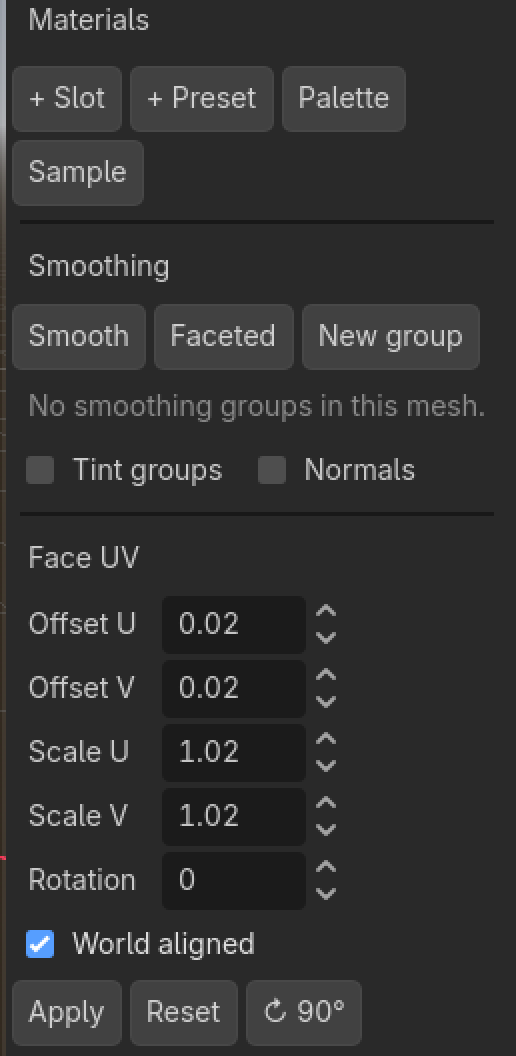 Materials
+ Slot + Preset Palette
Sample
Smoothing
Smooth Faceted New group
No smoothing groups in this mesh.
Tint groups Normals
Face UV
Offset U 0.02
Offset V 0.02
Scale U 1.02
Scale V 1.02
Rotation 0
World aligned
Apply Reset ↻ 90°